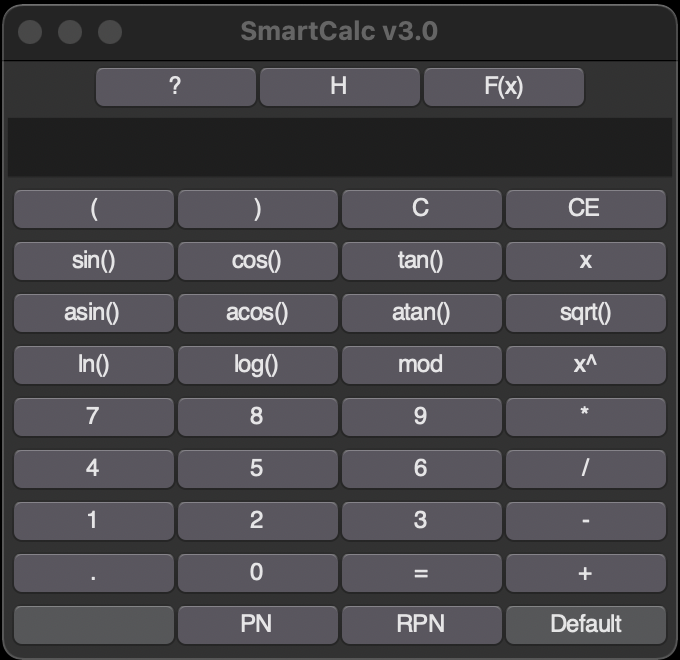 SmartCalc v3.0
? H F(x)
( ) C CE
sin() cos() tan() x
asin() acos() atan() sqrt()
ln() log() mod x^
7 8 9 *
4 5 6 /
1 2 3 -
. 0 = +
PN RPN Default